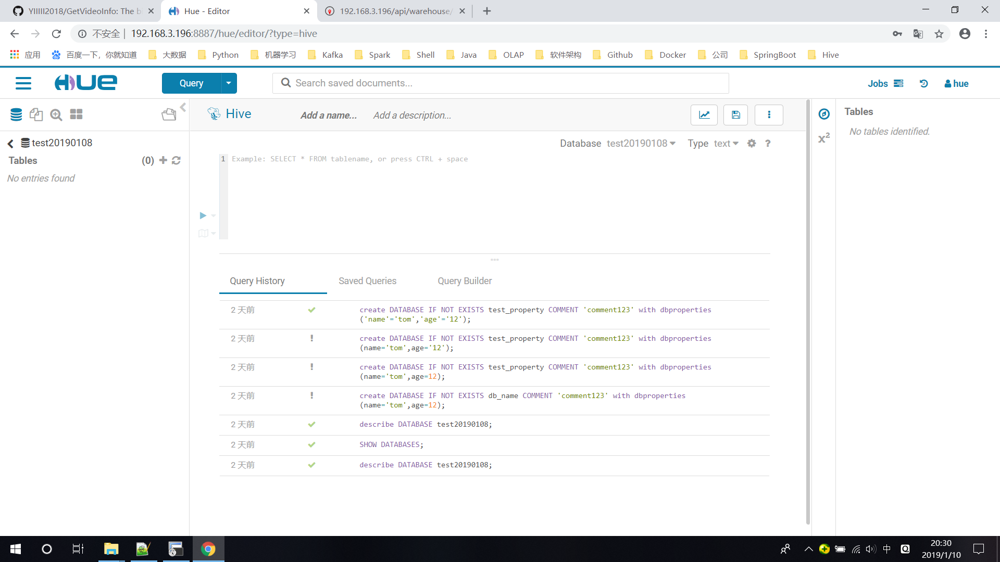 YIIIIII2018/GetVideoInfo: The b
Hue - Editor
192.168.3.196/api/warehouse/
不安全 | 192.168.3.196:8887/hue/editor/?type=hive
应用 百度一下，你就知道 大数据 Python 机器学习 Kafka Spark Shell Java OLAP 软件架构 Github Docker 公司 SpringBoot Hive
HUE
Query
Search saved documents...
Jobs
hue
Hive
Add a name...
Add a description...
Tables
No tables identified.
x²
test20190108
Tables (0)
No entries found
Database test20190108 Type text ?
1 Example: SELECT * FROM tablename, or press CTRL + space
Query History Saved Queries Query Builder
2 天前 create DATABASE IF NOT EXISTS test_property COMMENT 'comment123' with dbproperties
('name'='tom','age'='12');
2 天前 ! create DATABASE IF NOT EXISTS test_property COMMENT 'comment123' with dbproperties
(name='tom',age='12');
2 天前 ! create DATABASE IF NOT EXISTS test_property COMMENT 'comment123' with dbproperties
(name='tom',age=12);
2 天前 ! create DATABASE IF NOT EXISTS db_name COMMENT 'comment123' with dbproperties
(name='tom',age=12);
2 天前 describe DATABASE test20190108;
2 天前 SHOW DATABASES;
2 天前 describe DATABASE test20190108;
中
20:30
2019/1/10